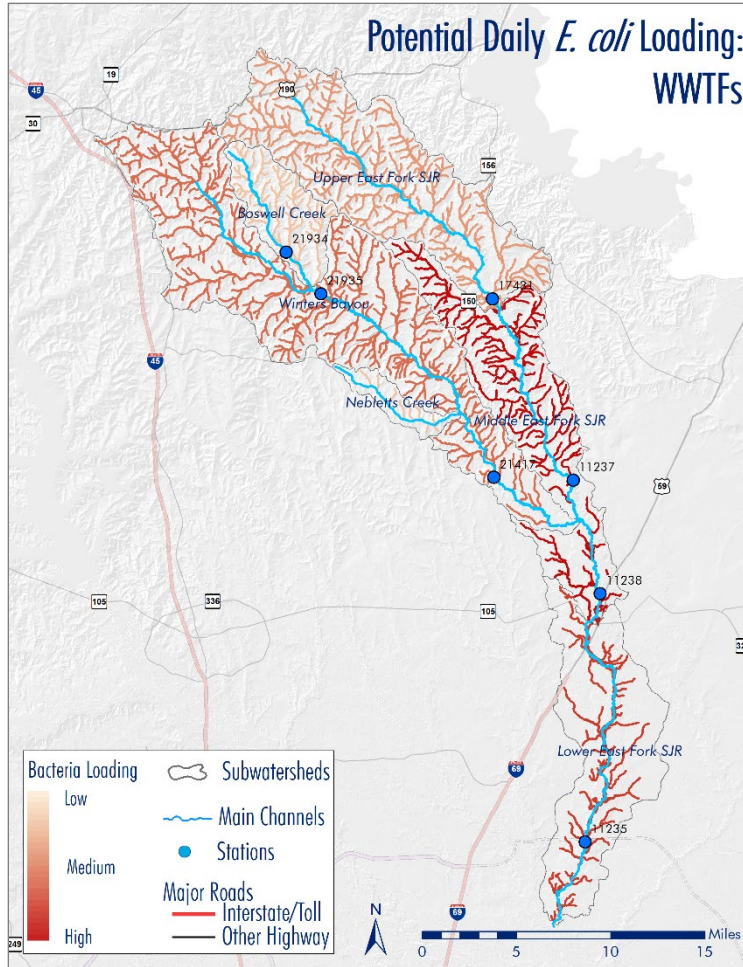 Potential Daily E. coli Loading:
WWTFs
19
45
30
190
156
Upper East Fork SJR
Boswell Creek
21934
21935
17431
Winters Bayou
150
45
Nebletts Creek
Middle East Fork SJR
21417
11237
59
11238
105
336
105
Lower East Fork SJR
69
11235
69
249
Bacteria Loading
Low
Medium
High
Subwatersheds
Main Channels
Stations
Major Roads
Interstate/Toll
Other Highway
N
Miles
0 5 10 15